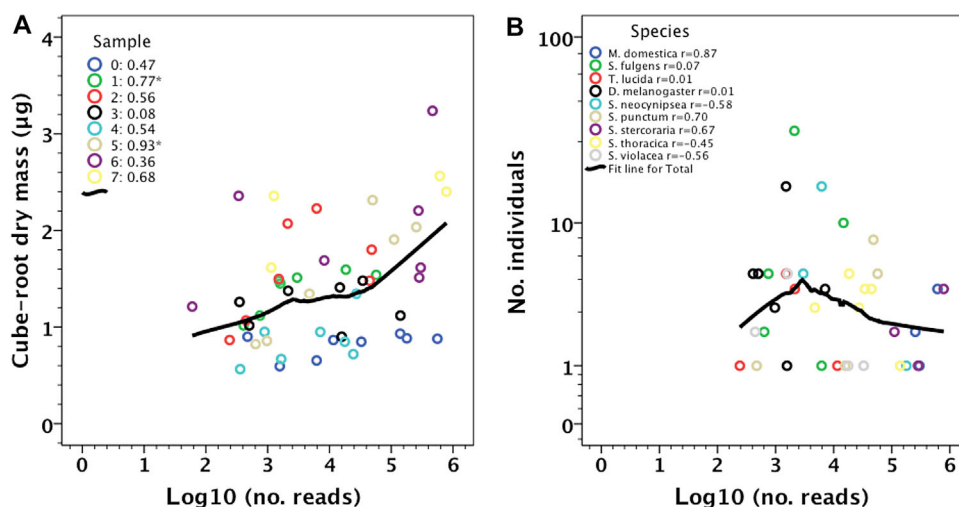 A
Sample
0: 0.47
1: 0.77*
2: 0.56
3: 0.08
4: 0.54
5: 0.93*
6: 0.36
7: 0.68
Cube-root dry mass (µg)
4
3
2
1
0
0 2 3 4 5 6
Log10 (no. reads)
B
Species
M. domestica r=0.87
S. fulgens r=0.07
T. lucida r=0.01
D. melanogaster r=0.01
S. neocynipsea r=-0.58
S. punctum r=0.70
S. stercoraria r=0.67
S. thoracica r=-0.45
S. violacea r=-0.56
Fit line for Total
No. individuals
100
10
1
0
0 1 2 3 4 5 6
Log10 (no. reads)